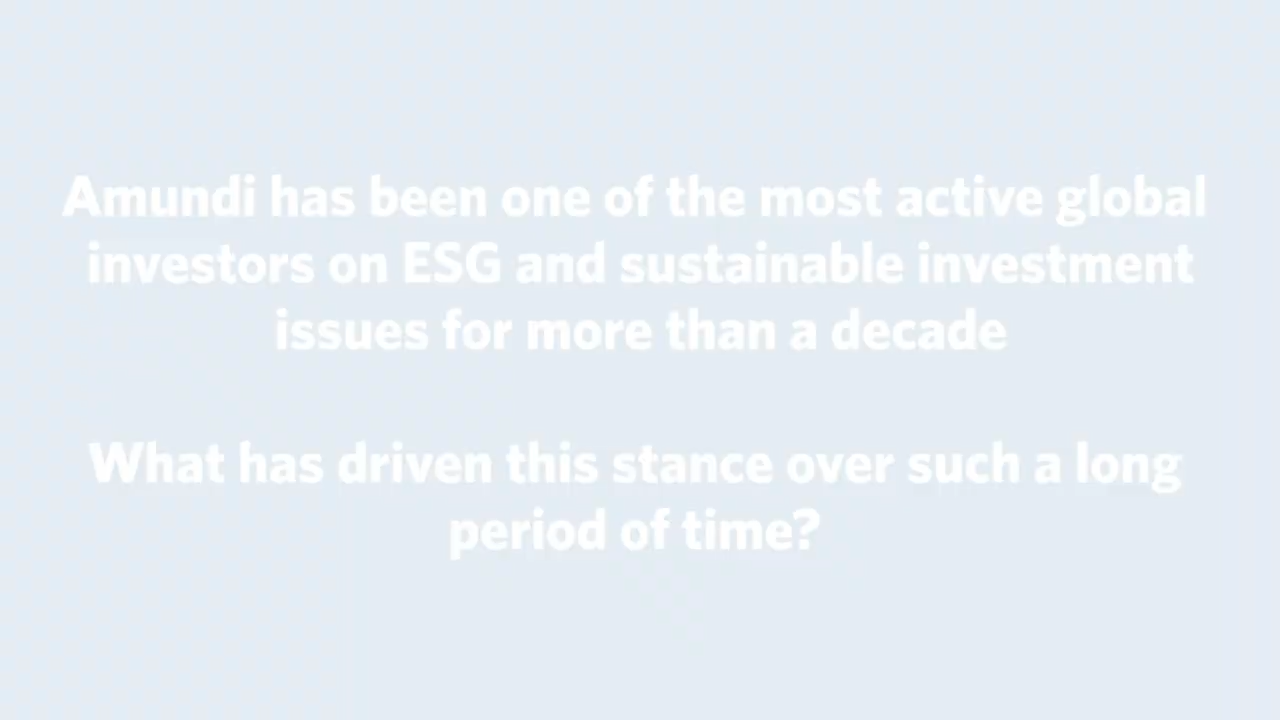 Amundi has been one of the most active global
investors on ESG and sustainable investment
issues for more than a decade
What has driven this stance over such a long
period of time?